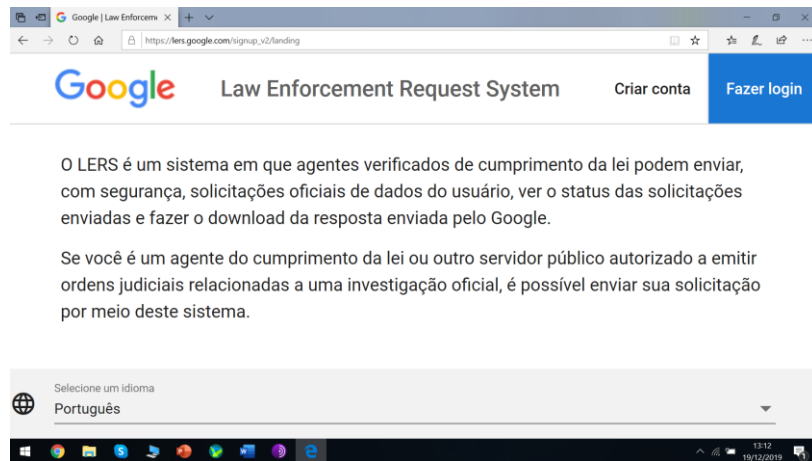 Google | Law Enforcem
https://lers.google.com/signup_v2/landing
Google Law Enforcement Request System Criar conta Fazer login
O LERS é um sistema em que agentes verificados de cumprimento da lei podem enviar,
com segurança, solicitações oficiais de dados do usuário, ver o status das solicitações
enviadas e fazer o download da resposta enviada pelo Google.
Se você é um agente do cumprimento da lei ou outro servidor público autorizado a emitir
ordens judiciais relacionadas a uma investigação oficial, é possível enviar sua solicitação
por meio deste sistema.
Selecione um idioma
Português
13:12
19/12/2019